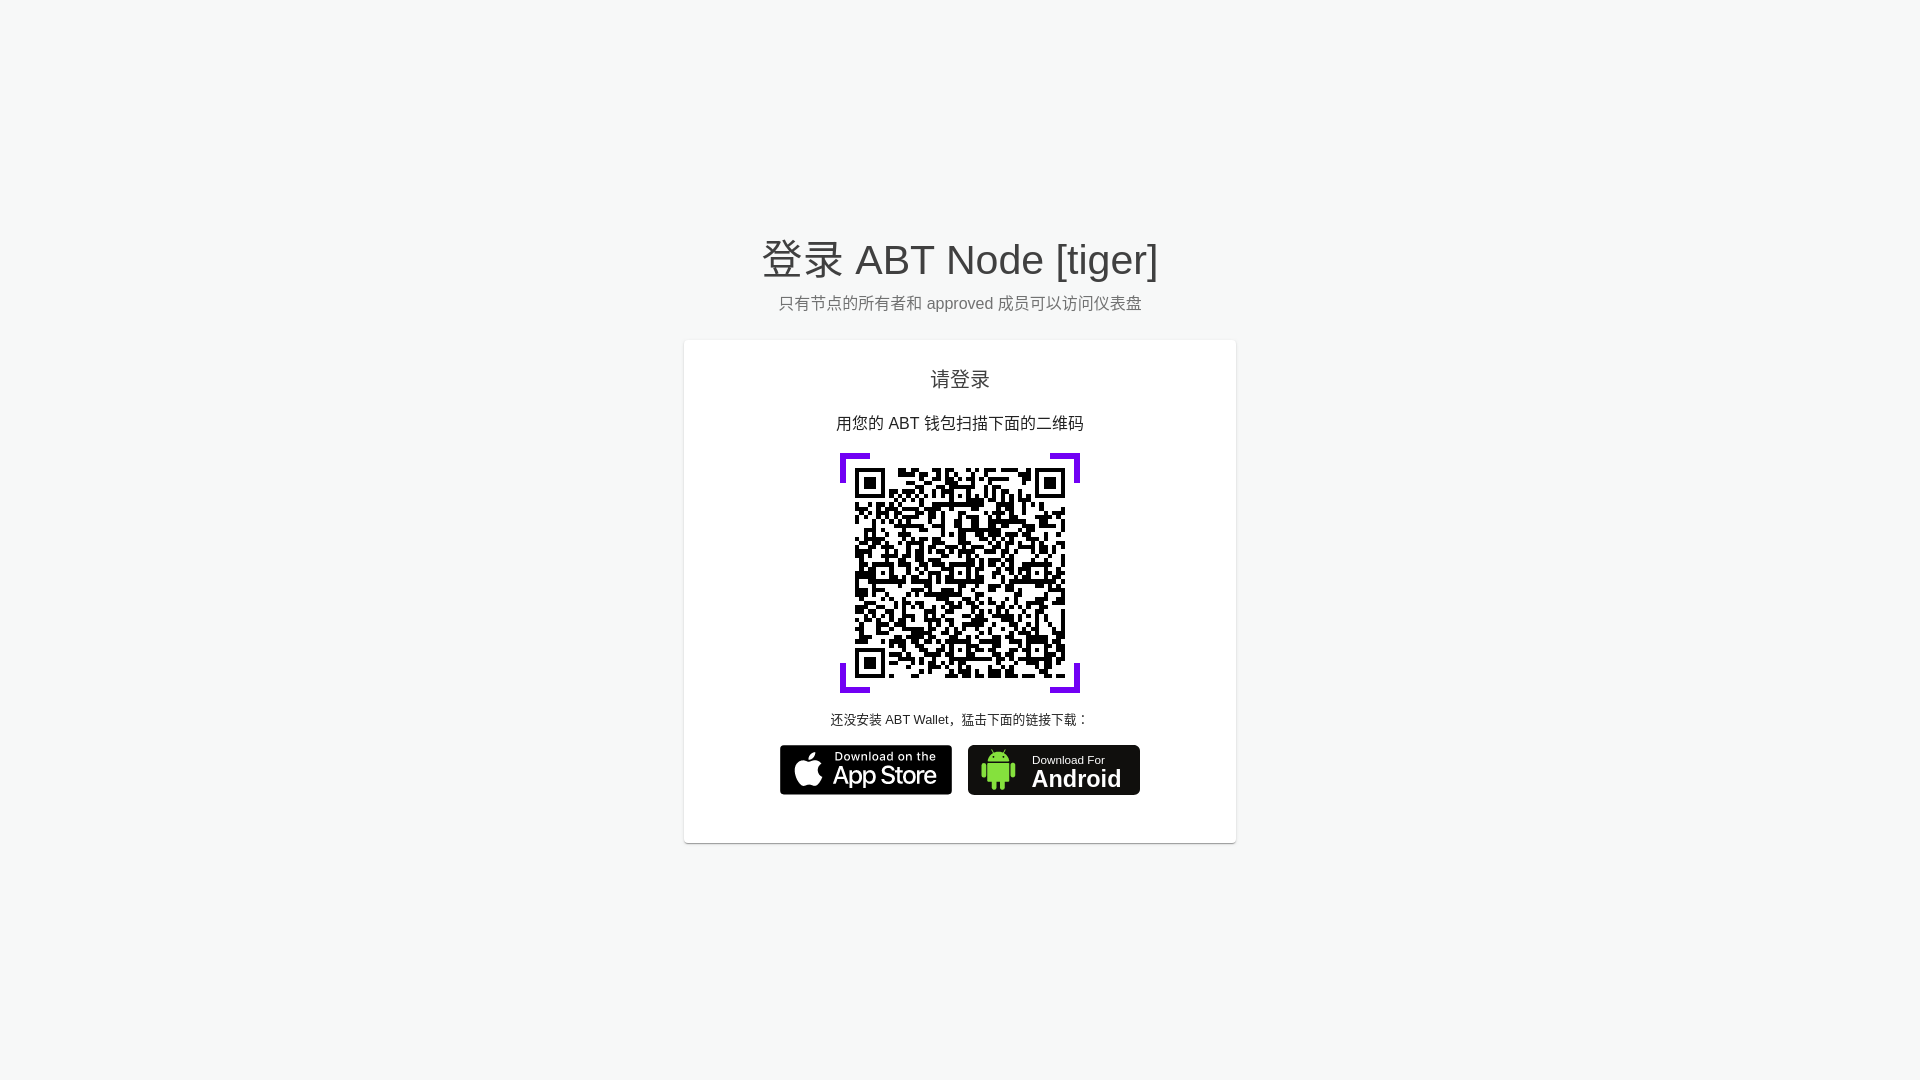 登录 ABT Node [tiger]
只有节点的所有者和 approved 成员可以访问仪表盘
请登录
用您的 ABT 钱包扫描下面的二维码
还没安装 ABT Wallet，猛击下面的链接下载：
Download on the
App Store
Download For
Android